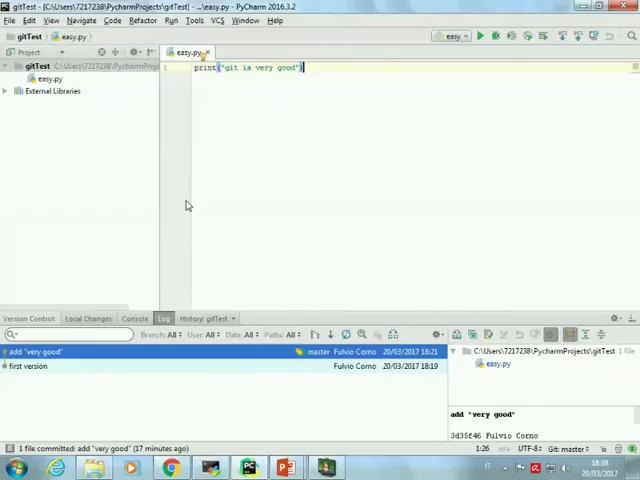 gitTest - [C:\Users\7217238\PycharmProjects\gitTest] - ...\easy.py - PyCharm 2016.3.2
File Edit View Navigate Code Refactor Run Tools VCS Window Help
gitTest easy.py easy
Project easy.py
gitTest C:\Users\7217238\PycharmProje
easy.py
External Libraries
1 print("git is very good")
Version Control: Local Changes Console Log History: gitTest
Branch: All User: All Date: All Paths: All
add "very good" master Fulvio Corno 20/03/2017 18:21
first version Fulvio Corno 20/03/2017 18:19
C:\Users\7217238\PycharmProjects\gitTest 1 file
easy.py
add "very good"
3d35f46 Fulvio Corno
1 file committed: add "very good" (17 minutes ago) 1:26 UTF-8 Git: master
IT 18:38
20/03/2017